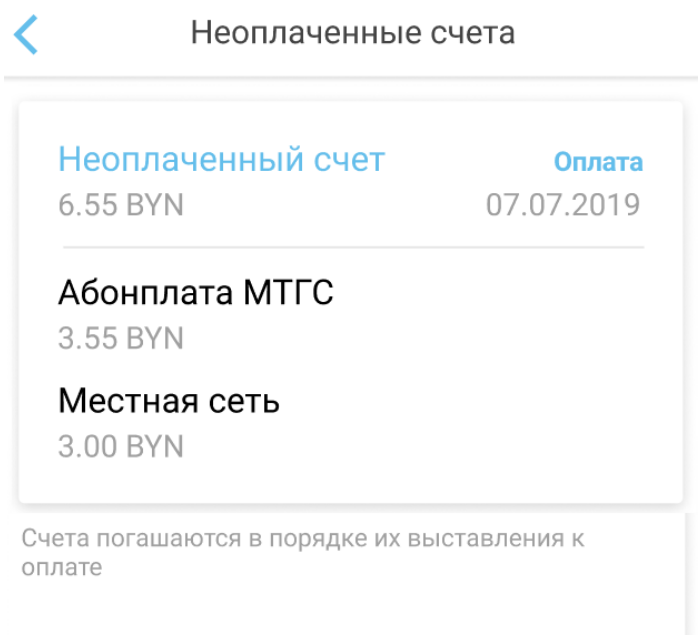 Неоплаченные счета
Неоплаченный счет Оплата
6.55 BYN 07.07.2019
Абонплата МТГС
3.55 BYN
Местная сеть
3.00 BYN
Счета погашаются в порядке их выставления к
оплате